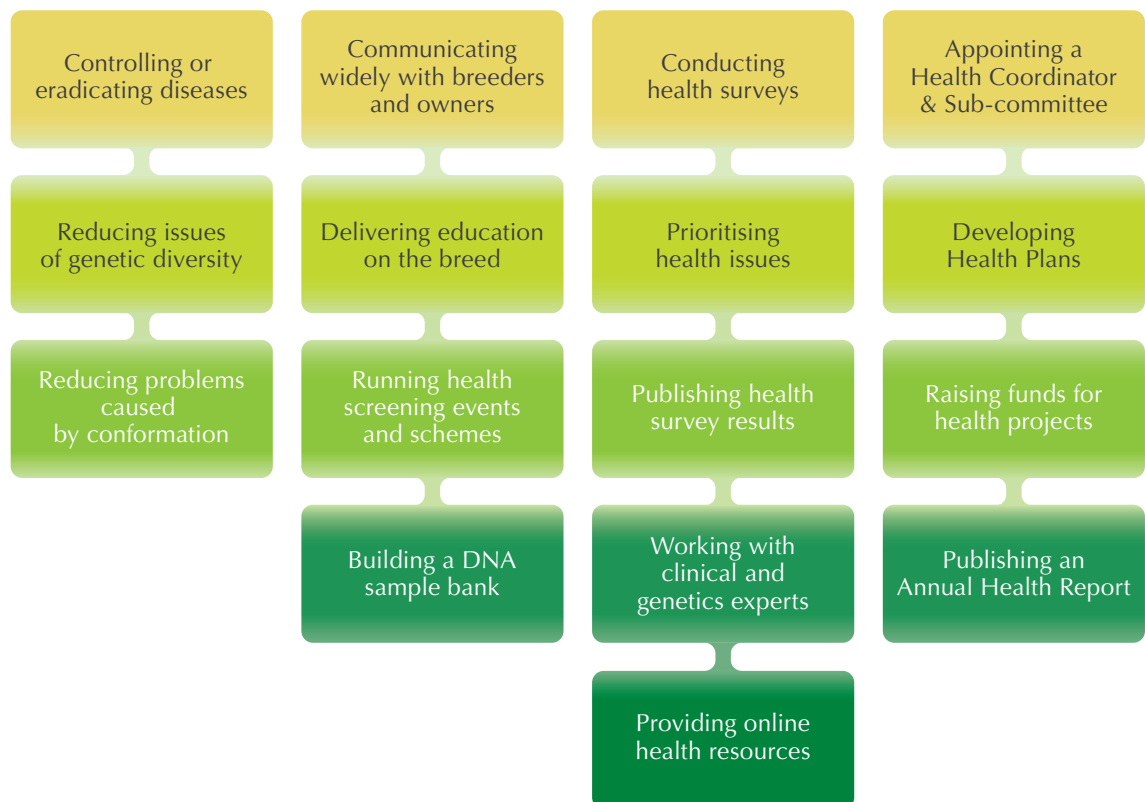 Controlling or
eradicating diseases
Reducing issues
of genetic diversity
Reducing problems
caused
by conformation
Communicating
widely with breeders
and owners
Delivering education
on the breed
Running health
screening events
and schemes
Building a DNA
sample bank
Conducting
health surveys
Prioritising
health issues
Publishing health
survey results
Working with
clinical and
genetics experts
Providing online
health resources
Appointing a
Health Coordinator
& Sub-committee
Developing
Health Plans
Raising funds for
health projects
Publishing an
Annual Health Report